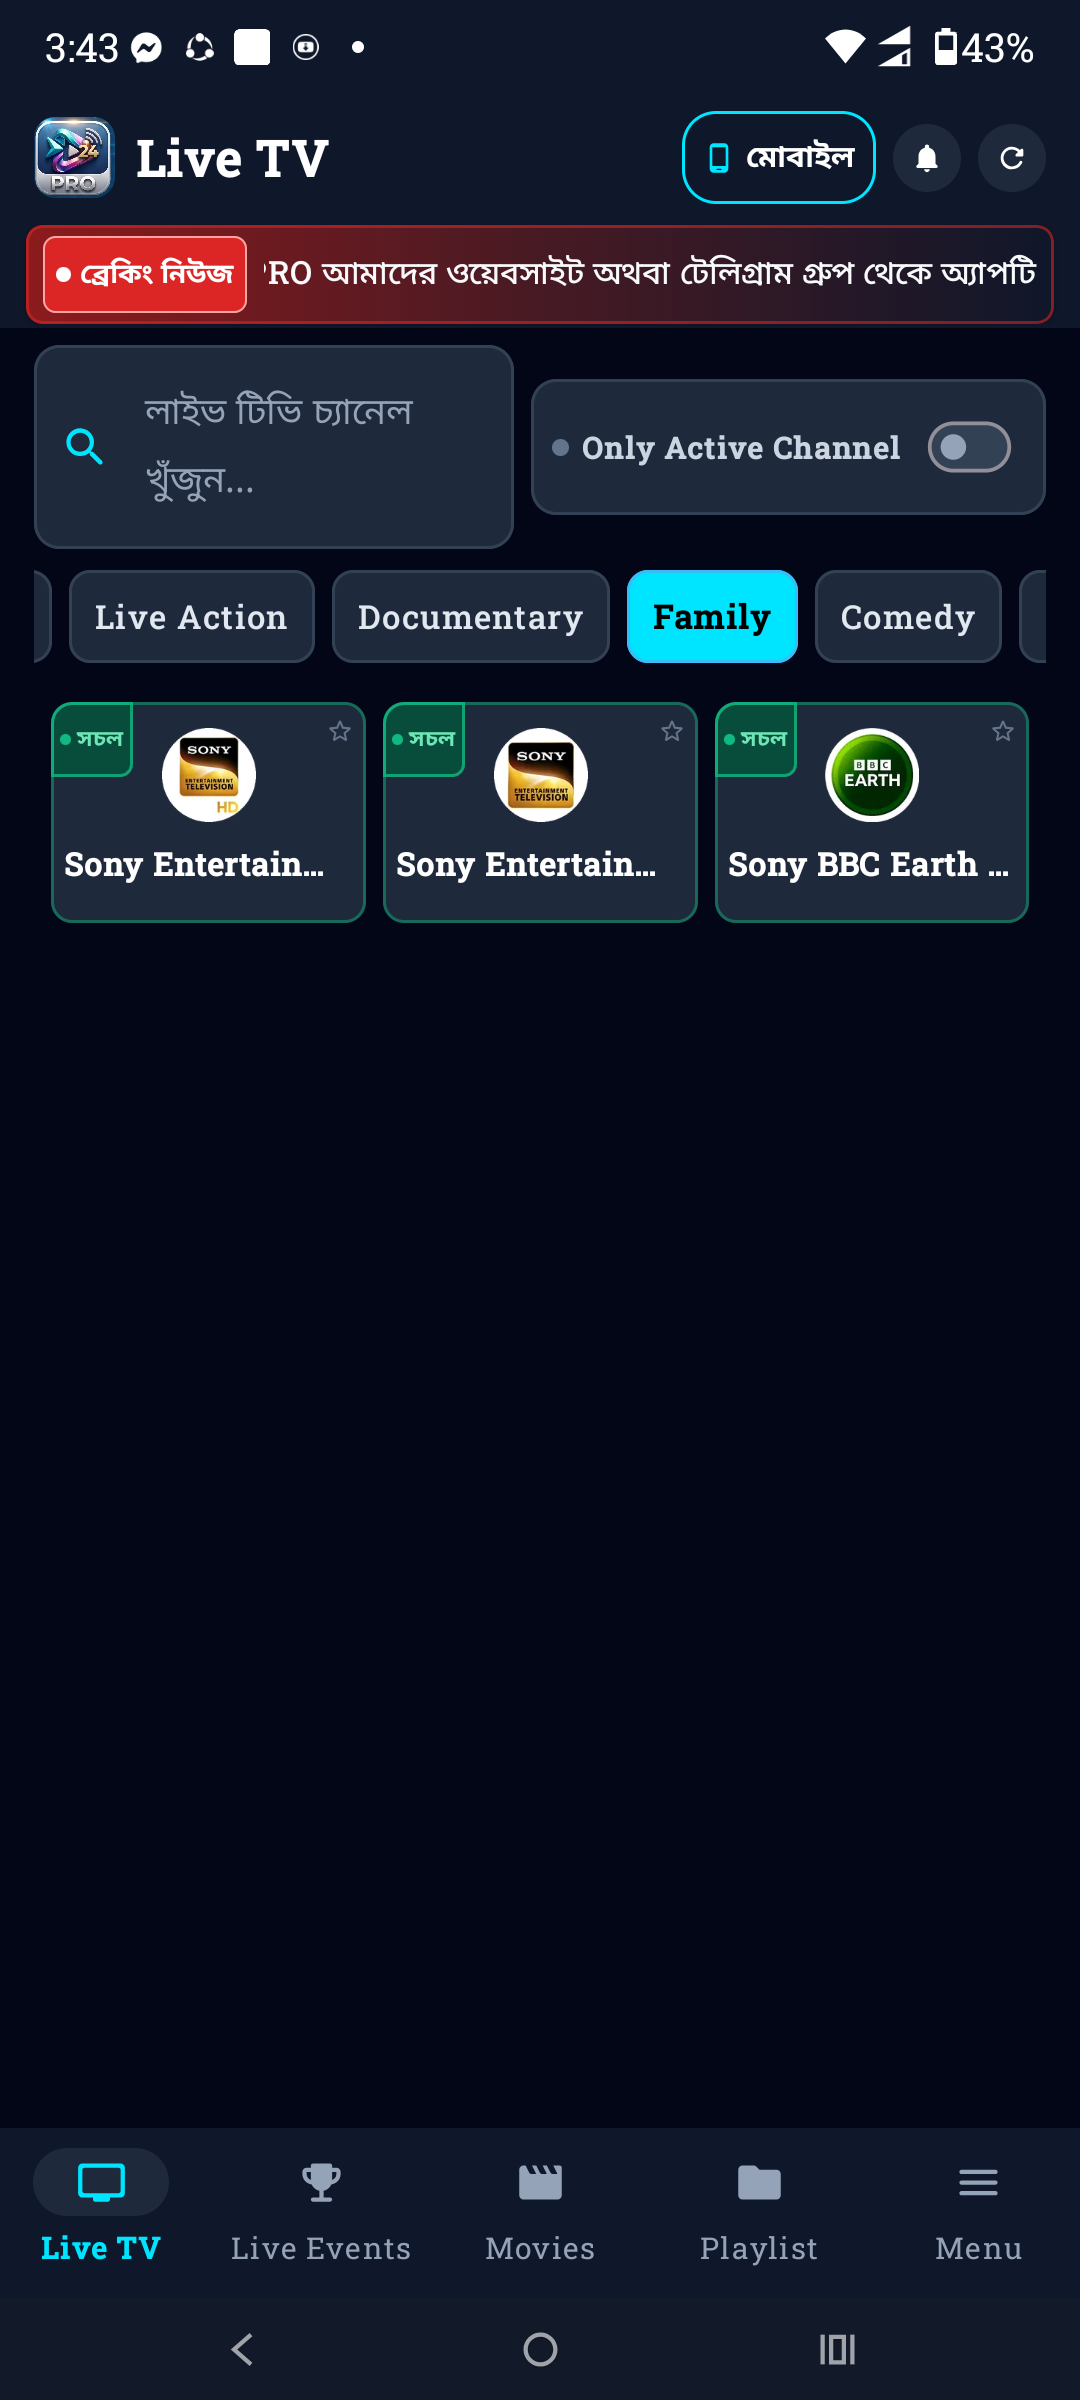 3:43
43%
24
PRO
Live TV
মোবাইল
ব্রেকিং নিউজ
PRO আমাদের ওয়েবসাইট অথবা টেলিগ্রাম গ্রুপ থেকে অ্যাপটি
লাইভ টিভি চ্যানেল
খুঁজুন...
Only Active Channel
Live Action
Documentary
Family
Comedy
সচল
SONY
ENTERTAINMENT
TELEVISION
HD
Sony Entertain...
সচল
SONY
ENTERTAINMENT
TELEVISION
Sony Entertain...
সচল
BBC
EARTH
Sony BBC Earth ...
Live TV
Live Events
Movies
Playlist
Menu